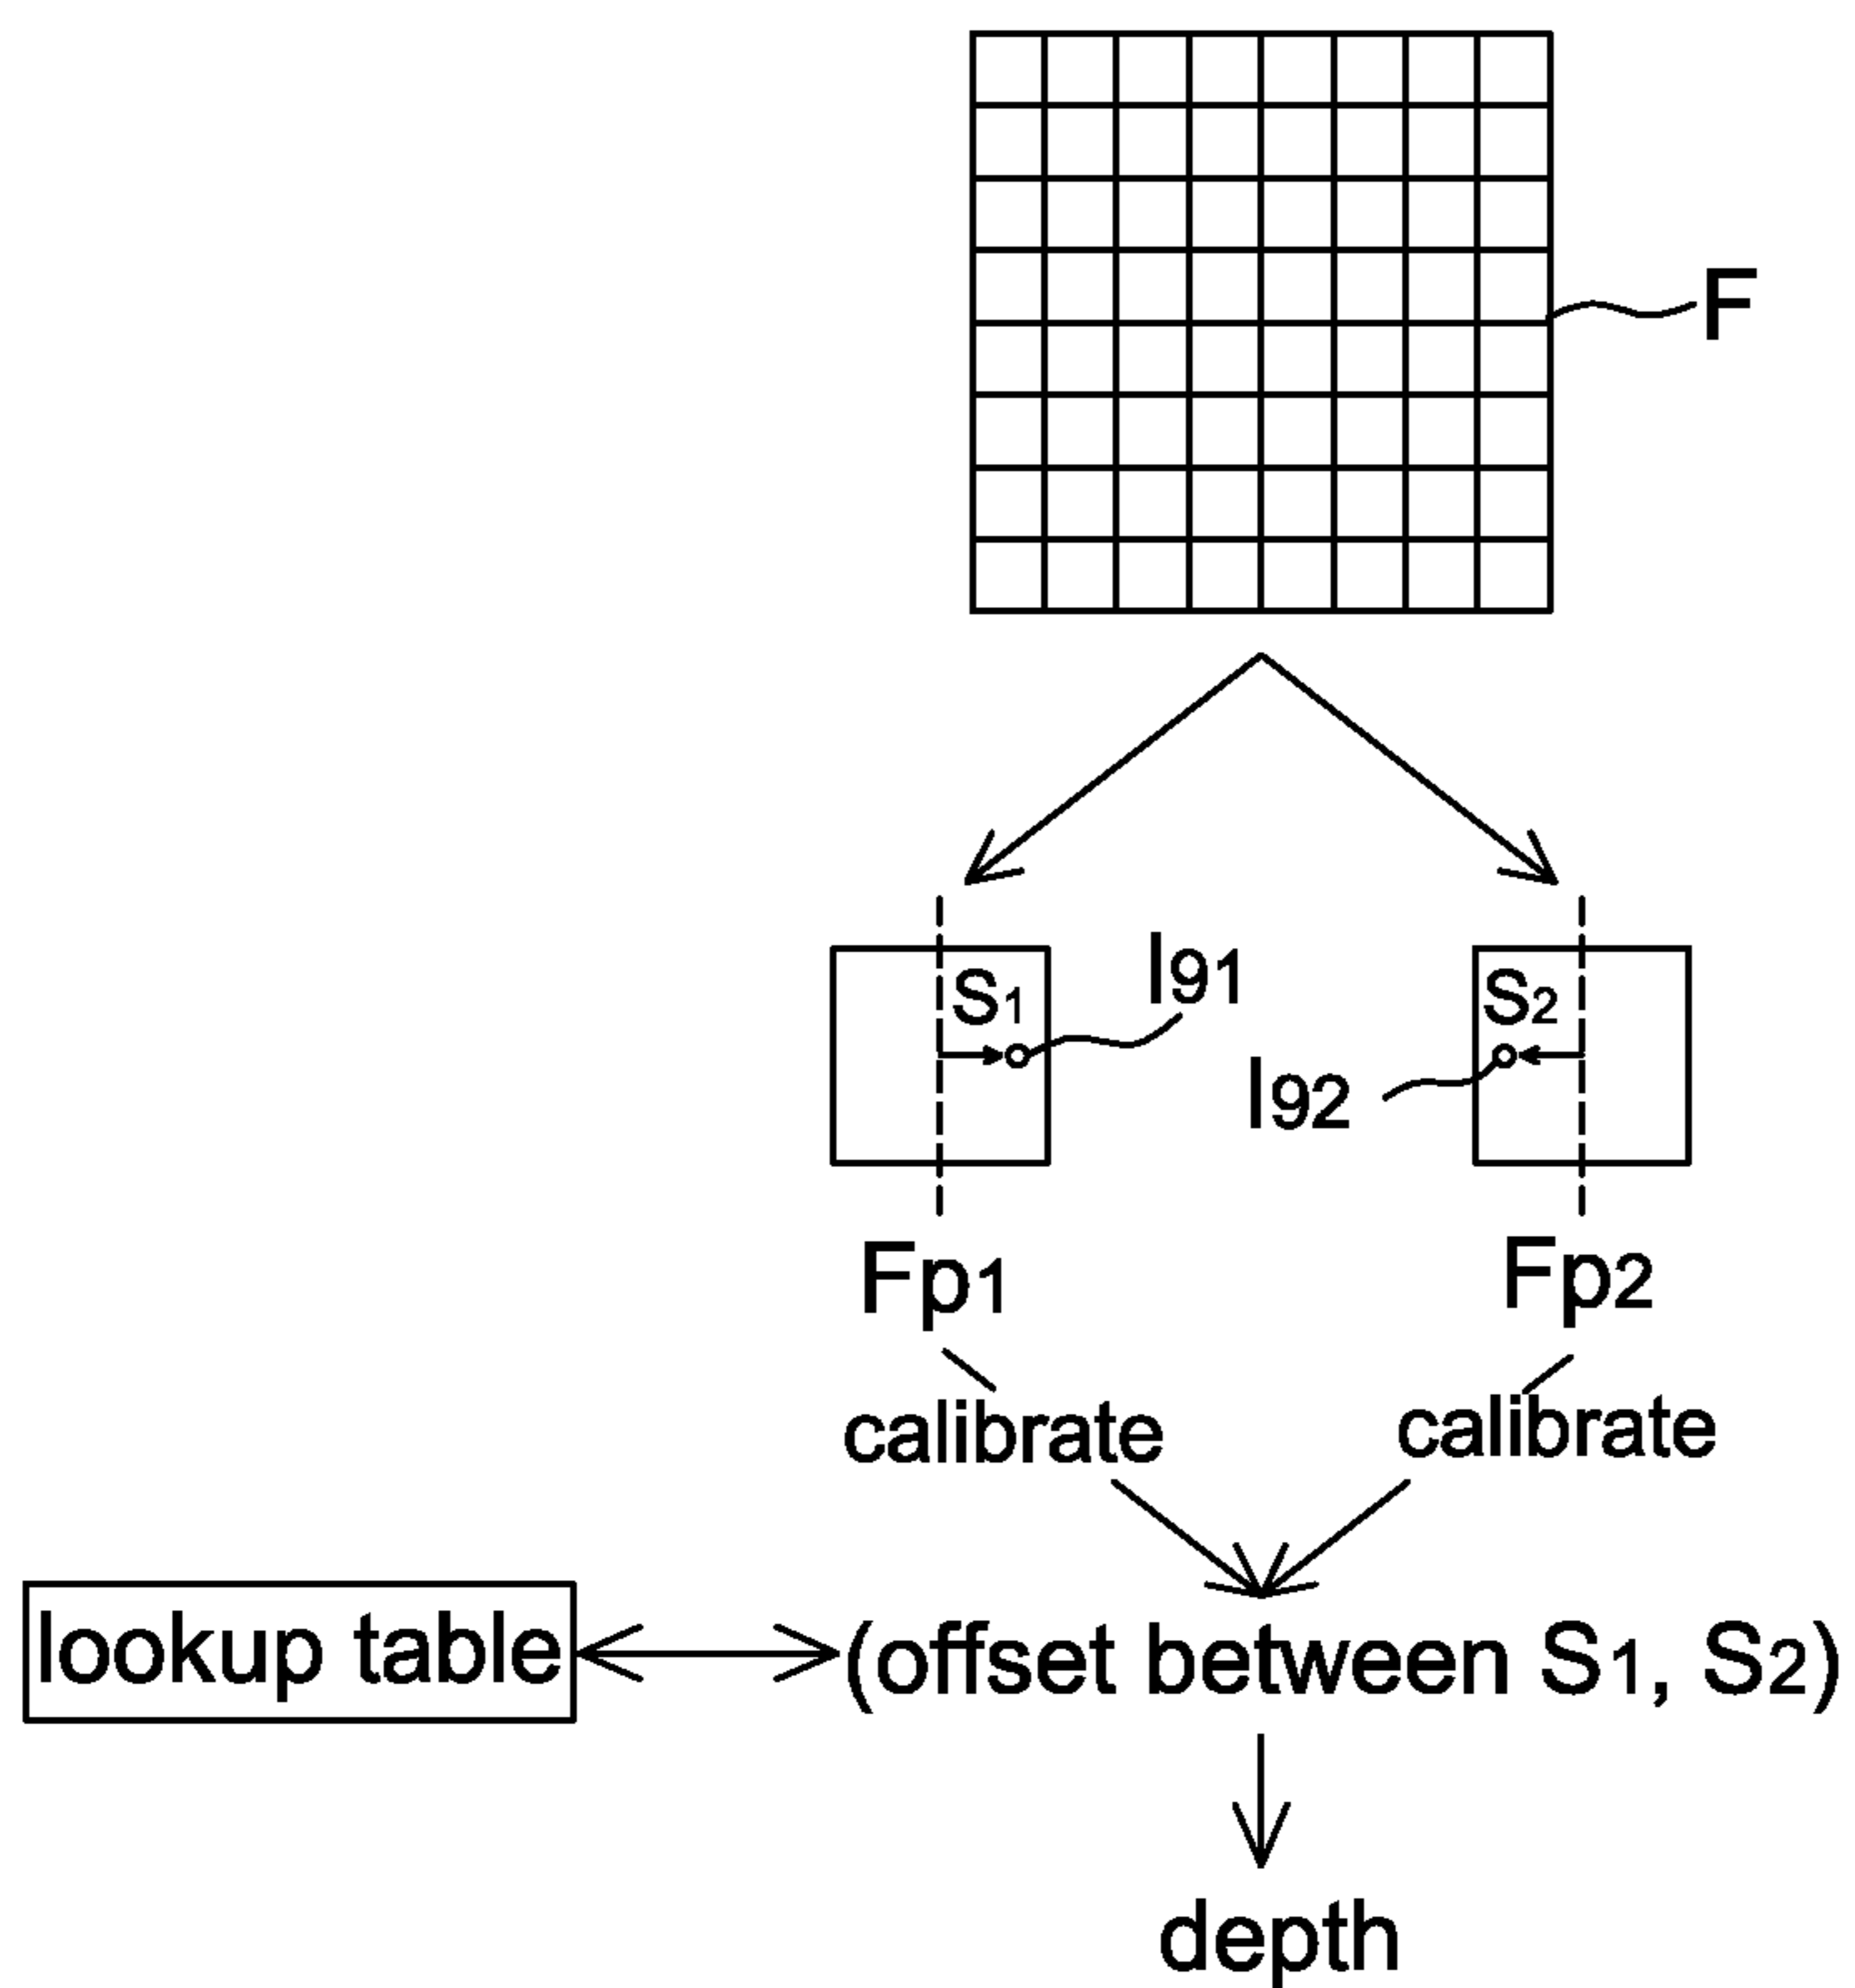 F
S1
I91
S2
I92
Fp1
Fp2
calibrate
calibrate
lookup table
(offset between S1, S2)
depth